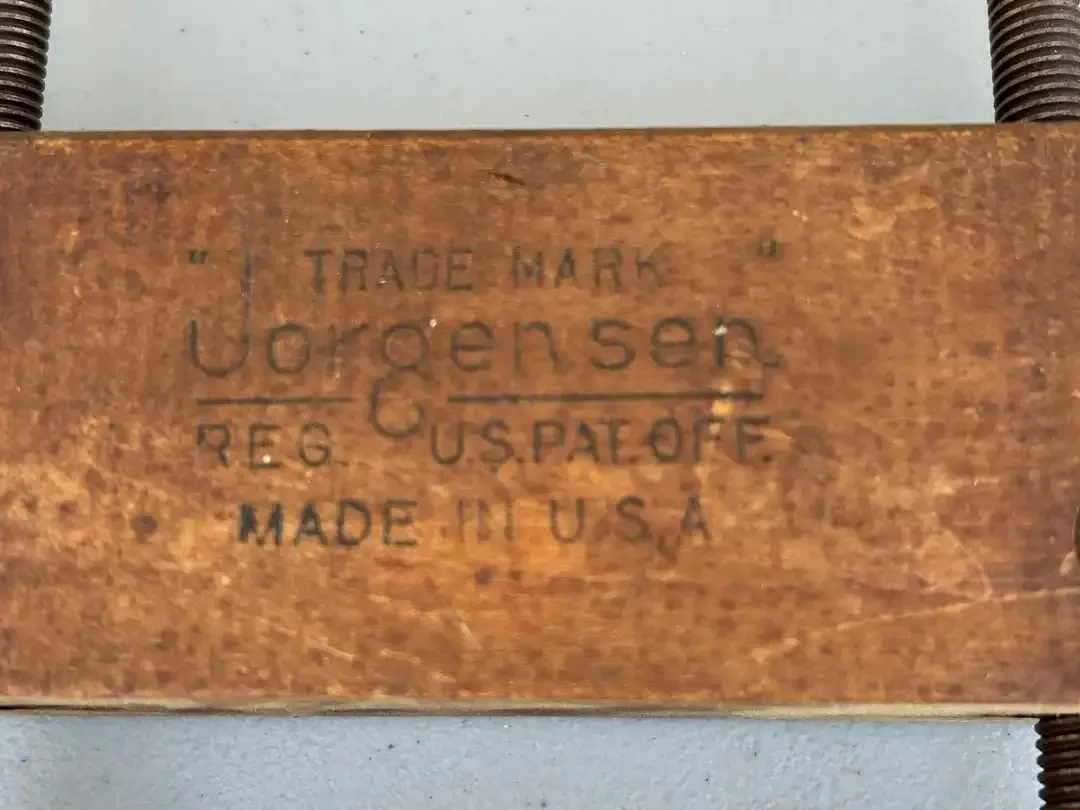 " TRADE MARK "
Jorgensen
REG. U.S. PAT. OFF.
MADE IN U.S.A